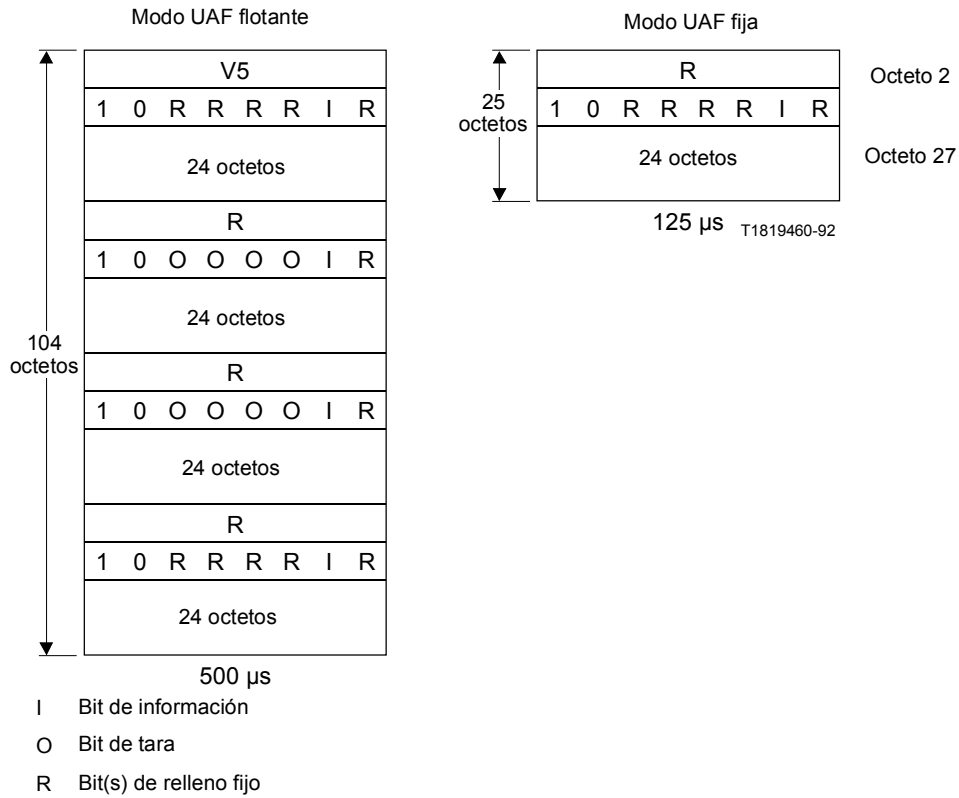 Modo UAF flotante
V5
1 0 R R R R I R
24 octetos
R
1 0 O O O O I R
24 octetos
R
1 0 O O O O I R
24 octetos
R
1 0 R R R R I R
24 octetos
104
octetos
500 µs
Modo UAF fija
R
1 0 R R R R I R
24 octetos
25
octetos
Octeto 2
Octeto 27
125 µs
T1819460-92
I Bit de información
O Bit de tara
R Bit(s) de relleno fijo